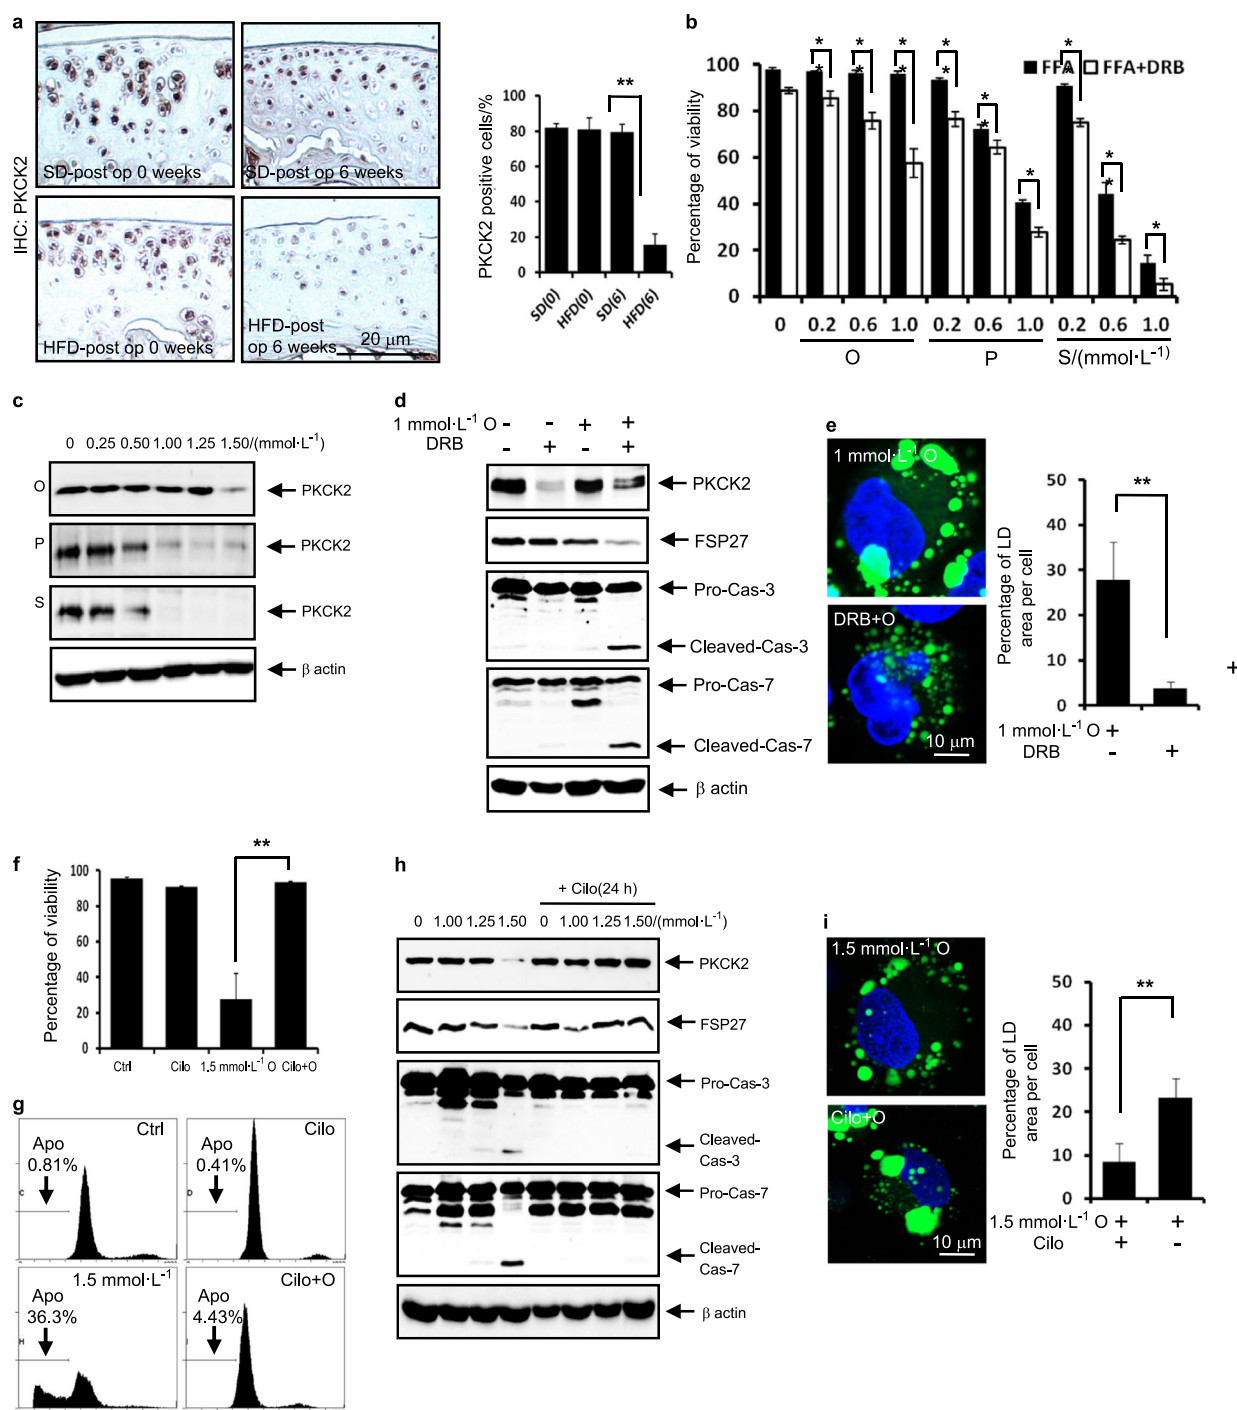 a
IHC: PKCK2
SD-post op 0 weeks
SD-post op 6 weeks
HFD-post op 0 weeks
HFD-post
op 6 weeks
20 μm
PKCK2 positive cells/%
100
80
60
40
20
0
**
SD(0)
HFD(0)
SD(6)
HFD(6)
b
Percentage of viability
100
80
60
40
20
0
* * * * * * * * *
* * * * * * *
FFA FFA+DRB
0 0.2 0.6 1.0 0.2 0.6 1.0 0.2 0.6 1.0
O P S/(mmol·L-1)
c
0 0.25 0.50 1.00 1.25 1.50/(mmol·L-1)
O PKCK2
P PKCK2
S PKCK2
β actin
d
1 mmol·L-1 O - - + +
DRB - + - +
PKCK2
FSP27
Pro-Cas-3
Cleaved-Cas-3
Pro-Cas-7
Cleaved-Cas-7
β actin
e
1 mmol·L-1 O
DRB+O
10 μm
Percentage of LD
area per cell
50
40
30
20
10
0
**
+
1 mmol·L-1 O +
DRB - +
f
Percentage of viability
100
80
60
40
20
0
**
Ctrl Cilo 1,5 mmol·L-1 O Cilo+O
g
Ctrl
Apo
0.81%
C
Cilo
Apo
0.41%
D
1.5 mmol·L-1
Apo
36.3%
H
Cilo+O
Apo
4.43%
h
+ Cilo(24 h)
0 1.00 1.25 1.50 0 1.00 1.25 1.50/(mmol·L-1)
PKCK2
FSP27
Pro-Cas-3
Cleaved-
Cas-3
Pro-Cas-7
Cleaved-
Cas-7
β actin
i
1.5 mmol·L-1 O
Cilo+O
10 μm
Percentage of LD
area per cell
50
40
30
20
10
0
**
1.5 mmol·L-1 O + +
Cilo + -